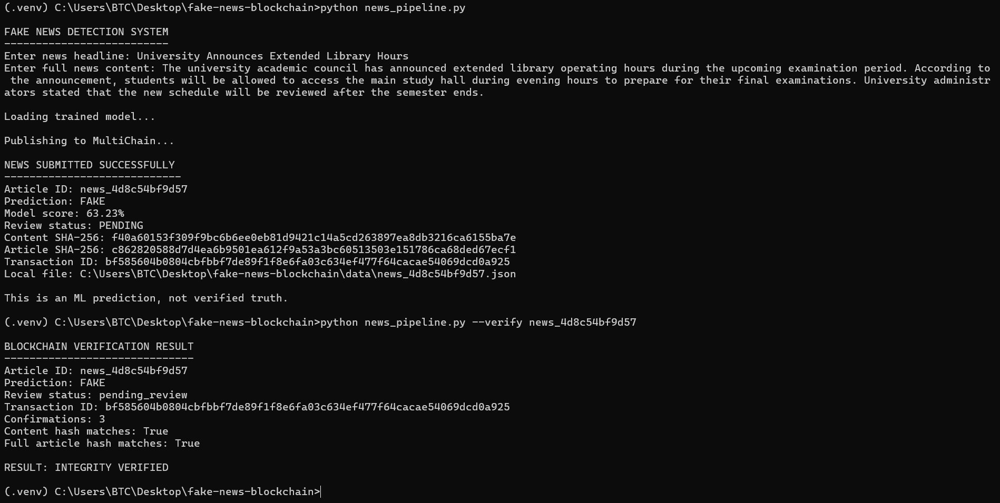 (.venv) C:\Users\BTC\Desktop\fake-news-blockchain>python news_pipeline.py
FAKE NEWS DETECTION SYSTEM
--------------------------
Enter news headline: University Announces Extended Library Hours
Enter full news content: The university academic council has announced extended library operating hours during the upcoming examination period. According to
 the announcement, students will be allowed to access the main study hall during evening hours to prepare for their final examinations. University administr
ators stated that the new schedule will be reviewed after the semester ends.
Loading trained model...
Publishing to MultiChain...
NEWS SUBMITTED SUCCESSFULLY
----------------------------
Article ID: news_4d8c54bf9d57
Prediction: FAKE
Model score: 63.23%
Review status: PENDING
Content SHA-256: f40a60153f309f9bc6b6ee0eb81d9421c14a5cd263897ea8db3216ca6155ba7e
Article SHA-256: c862820588d7d4ea6b9501ea612f9a53a3bc60513503e151786ca68ded67ecf1
Transaction ID: bf585604b0804cbfbbf7de89f1f8e6fa03c634ef477f64cacae54069dcd0a925
Local file: C:\Users\BTC\Desktop\fake-news-blockchain\data\news_4d8c54bf9d57.json
This is an ML prediction, not verified truth.
(.venv) C:\Users\BTC\Desktop\fake-news-blockchain>python news_pipeline.py --verify news_4d8c54bf9d57
BLOCKCHAIN VERIFICATION RESULT
------------------------------
Article ID: news_4d8c54bf9d57
Prediction: FAKE
Review status: pending_review
Transaction ID: bf585604b0804cbfbbf7de89f1f8e6fa03c634ef477f64cacae54069dcd0a925
Confirmations: 3
Content hash matches: True
Full article hash matches: True
RESULT: INTEGRITY VERIFIED
(.venv) C:\Users\BTC\Desktop\fake-news-blockchain>